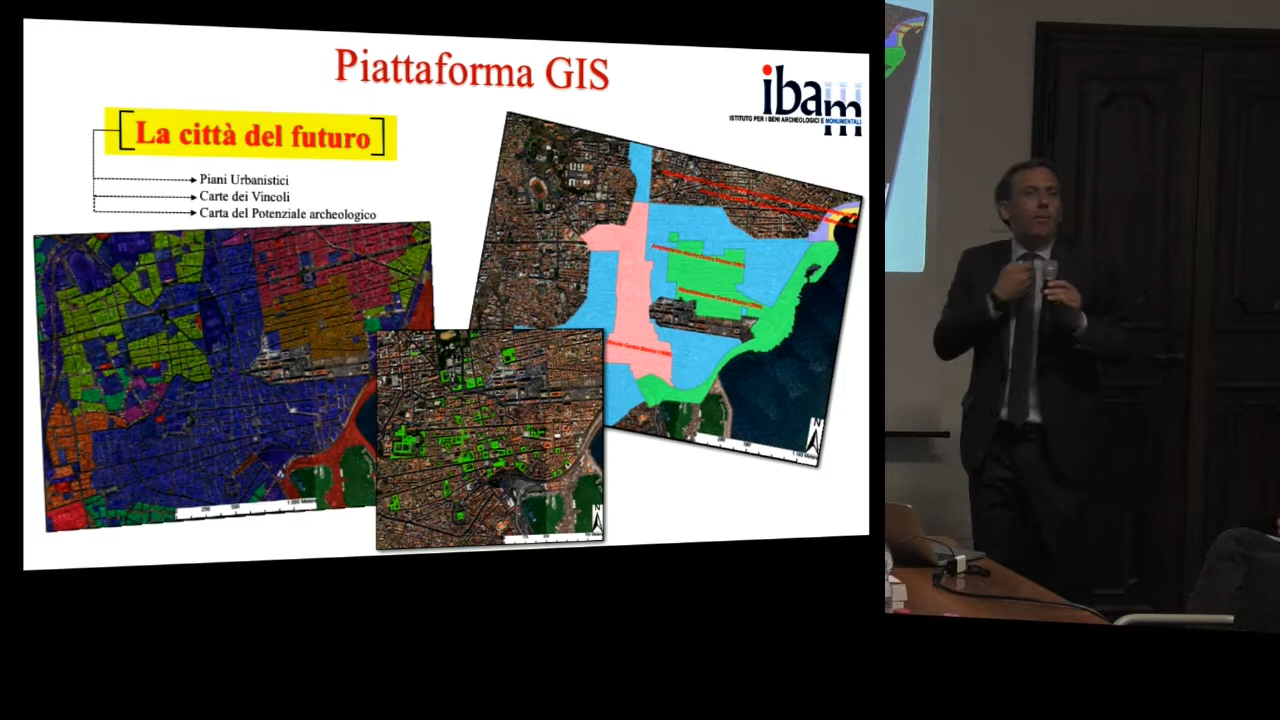 Piattaforma GIS
ibam
ISTITUTO PER I BENI ARCHEOLOGICI E MONUMENTALI
La città del futuro
Piani Urbanistici
Carte dei Vincoli
Carta del Potenziale archeologico